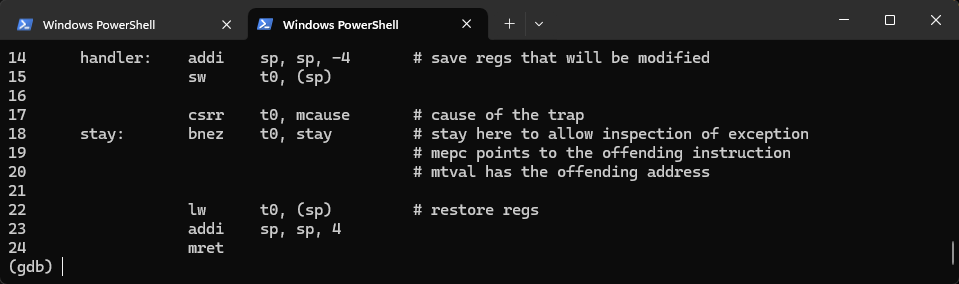 Windows PowerShell
Windows PowerShell
14 handler: addi sp, sp, -4 # save regs that will be modified
15 sw t0, (sp)
16
17 csrr t0, mcause # cause of the trap
18 stay: bnez t0, stay # stay here to allow inspection of exception
19 # mepc points to the offending instruction
20 # mtval has the offending address
21
22 lw t0, (sp) # restore regs
23 addi sp, sp, 4
24 mret
(gdb)